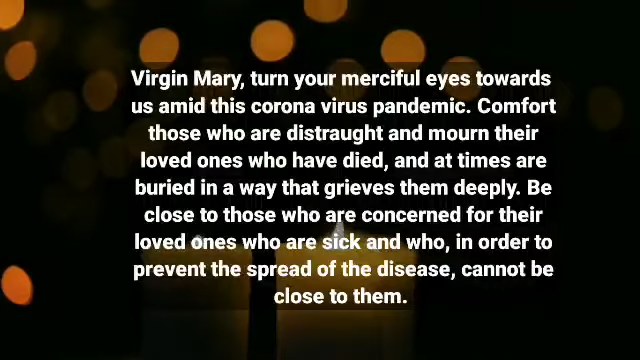 Virgin Mary, turn your merciful eyes towards
us amid this corona virus pandemic. Comfort
those who are distraught and mourn their
loved ones who have died, and at times are
buried in a way that grieves them deeply. Be
close to those who are concerned for their
loved ones who are sick and who, in order to
prevent the spread of the disease, cannot be
close to them.